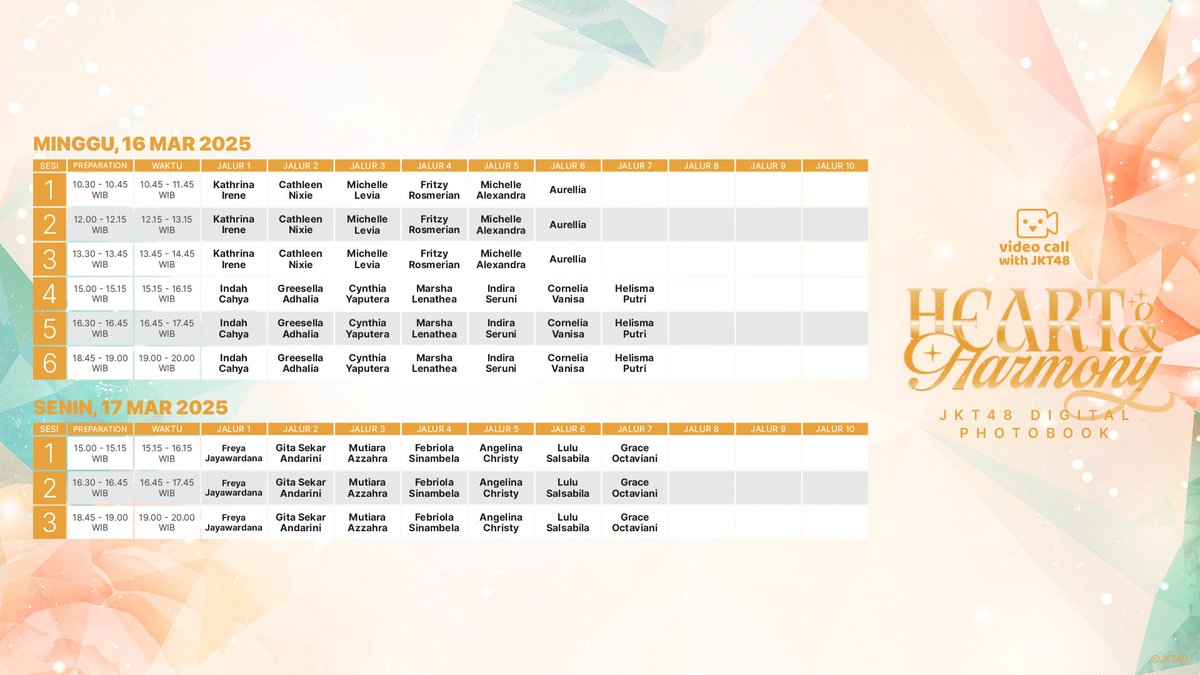 MINGGU, 16 MAR 2025
SESI PREPARATION WAKTU JALUR 1 JALUR 2 JALUR 3 JALUR 4 JALUR 5 JALUR 6 JALUR 7 JALUR 8 JALUR 9 JALUR 10
1 10.30 - 10.45 WIB 10.45 - 11.45 WIB Kathrina Irene Cathleen Nixie Michelle Levia Fritzy Rosmerian Michelle Alexandra Aurellia
2 12.00 - 12.15 WIB 12.15 - 13.15 WIB Kathrina Irene Cathleen Nixie Michelle Levia Fritzy Rosmerian Michelle Alexandra Aurellia
3 13.30 - 13.45 WIB 13.45 - 14.45 WIB Kathrina Irene Cathleen Nixie Michelle Levia Fritzy Rosmerian Michelle Alexandra Aurellia
4 15.00 - 15.15 WIB 15.15 - 16.15 WIB Indah Cahya Greesella Adhalia Cynthia Yaputera Marsha Lenathea Indira Seruni Cornelia Vanisa Helisma Putri
5 16.30 - 16.45 WIB 16.45 - 17.45 WIB Indah Cahya Greesella Adhalia Cynthia Yaputera Marsha Lenathea Indira Seruni Cornelia Vanisa Helisma Putri
6 18.45 - 19.00 WIB 19.00 - 20.00 WIB Indah Cahya Greesella Adhalia Cynthia Yaputera Marsha Lenathea Indira Seruni Cornelia Vanisa Helisma Putri
SENIN, 17 MAR 2025
SESI PREPARATION WAKTU JALUR 1 JALUR 2 JALUR 3 JALUR 4 JALUR 5 JALUR 6 JALUR 7 JALUR 8 JALUR 9 JALUR 10
1 15.00 - 15.15 WIB 15.15 - 16.15 WIB Freya Jayawardana Gita Sekar Andarini Mutiara Azzahra Febriola Sinambela Angelina Christy Lulu Salsabila Grace Octaviani
2 16.30 - 16.45 WIB 16.45 - 17.45 WIB Freya Jayawardana Gita Sekar Andarini Mutiara Azzahra Febriola Sinambela Angelina Christy Lulu Salsabila Grace Octaviani
3 18.45 - 19.00 WIB 19.00 - 20.00 WIB Freya Jayawardana Gita Sekar Andarini Mutiara Azzahra Febriola Sinambela Angelina Christy Lulu Salsabila Grace Octaviani
video call
with JKT48
HEART &
Harmony
JKT48 DIGITAL
PHOTOBOOK
©JKT48